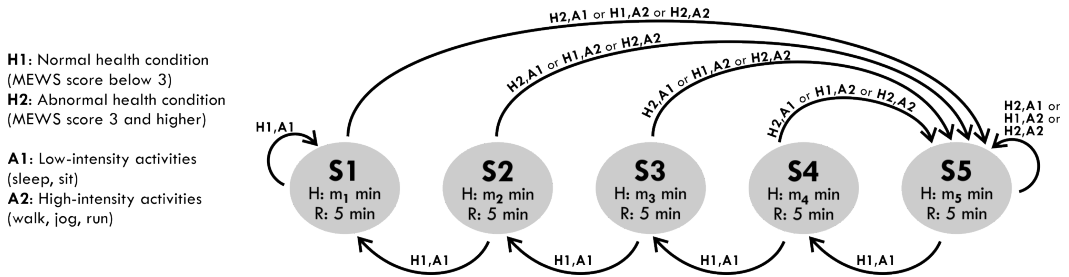 H2,A1 or H1,A2 or H2,A2
H2,A1 or H1,A2 or H2,A2
H2,A1 or H1,A2 or H2,A2
H2,A1 or H1,A2 or H2,A2
H1: Normal health condition
(MEWS score below 3)
H2: Abnormal health condition
(MEWS score 3 and higher)
A1: Low-intensity activities
(sleep, sit)
A2: High-intensity activities
(walk, jog, run)
H1,A1
H2,A1 or
H1,A2 or
H2,A2
S1
H: m₁ min
R: 5 min
S2
H: m₂ min
R: 5 min
S3
H: m₃ min
R: 5 min
S4
H: m₄ min
R: 5 min
S5
H: m₅ min
R: 5 min
H1,A1
H1,A1
H1,A1
H1,A1